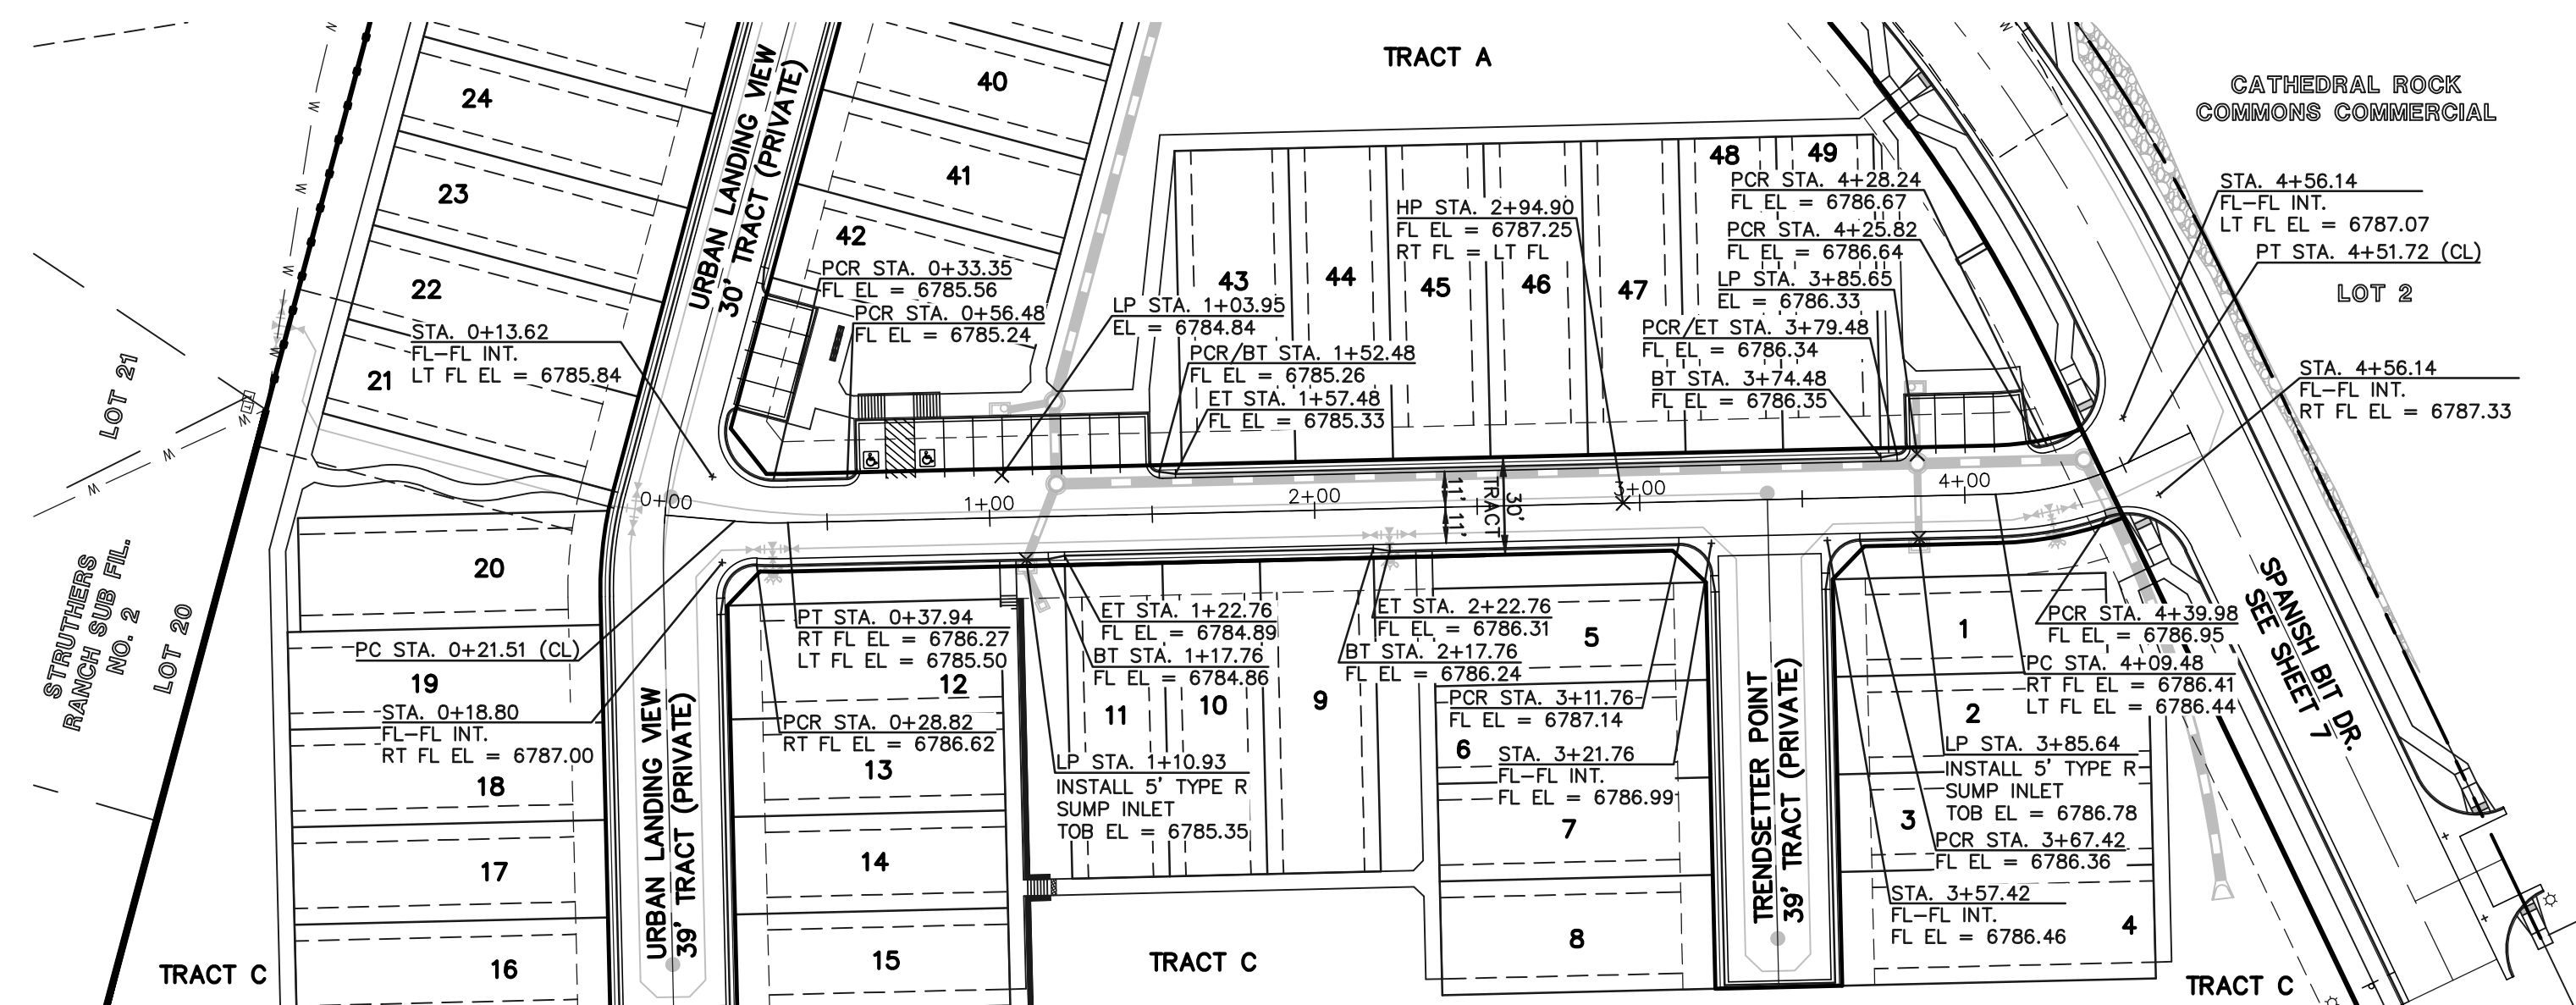 TRACT A
CATHEDRAL ROCK
COMMONS COMMERCIAL
24
23
22
21
URBAN LANDING VIEW
30' TRACT (PRIVATE)
40
41
42
PCR STA. 0+33.35
FL EL = 6785.56
PCR STA. 0+56.48
FL EL = 6785.24
STA. 0+13.62
FL-FL INT.
LT FL EL = 6785.84
LP STA. 1+03.95
EL = 6784.84
PCR/BT STA. 1+52.48
FL EL = 6785.26
ET STA. 1+57.48
FL EL = 6785.33
43
44
45
46
47
48
49
HP STA. 2+94.90
FL EL = 6787.25
RT FL = LT FL
PCR STA. 4+28.24
FL EL = 6786.67
PCR STA. 4+25.82
FL EL = 6786.64
LP STA. 3+85.65
EL = 6786.33
PCR/ET STA. 3+79.48
FL EL = 6786.34
BT STA. 3+74.48
FL EL = 6786.35
STA. 4+56.14
FL-FL INT.
LT FL EL = 6787.07
PT STA. 4+51.72 (CL)
LOT 2
STA. 4+56.14
FL-FL INT.
RT FL EL = 6787.33
LOT 21
W
W
W
W
W
W
W
W
W
0+00
1+00
2+00
3+00
4+00
11'
11'
30'
TRACT
STRUTHERS
RANCH SUB FIL.
NO. 2
LOT 20
20
19
18
17
16
PC STA. 0+21.51 (CL)
STA. 0+18.80
FL-FL INT.
RT FL EL = 6787.00
URBAN LANDING VIEW
39' TRACT (PRIVATE)
PT STA. 0+37.94
RT FL EL = 6786.27
LT FL EL = 6785.50
12
PCR STA. 0+28.82
RT FL EL = 6786.62
13
14
15
ET STA. 1+22.76
FL EL = 6784.89
BT STA. 1+17.76
FL EL = 6784.86
11
10
9
LP STA. 1+10.93
INSTALL 5' TYPE R
SUMP INLET
TOB EL = 6785.35
ET STA. 2+22.76
FL EL = 6786.31
BT STA. 2+17.76
FL EL = 6786.24
5
PCR STA. 3+11.76
FL EL = 6787.14
6
STA. 3+21.76
FL-FL INT.
FL EL = 6786.99
7
8
TRENDSETTER POINT
39' TRACT (PRIVATE)
1
2
3
4
PCR STA. 4+39.98
FL EL = 6786.95
PC STA. 4+09.48
RT FL EL = 6786.41
LT FL EL = 6786.44
LP STA. 3+85.64
INSTALL 5' TYPE R
SUMP INLET
TOB EL = 6786.78
PCR STA. 3+67.42
FL EL = 6786.36
STA. 3+57.42
FL-FL INT.
FL EL = 6786.46
SPANISH BIT DR.
SEE SHEET 7
TRACT C
TRACT C
TRACT C